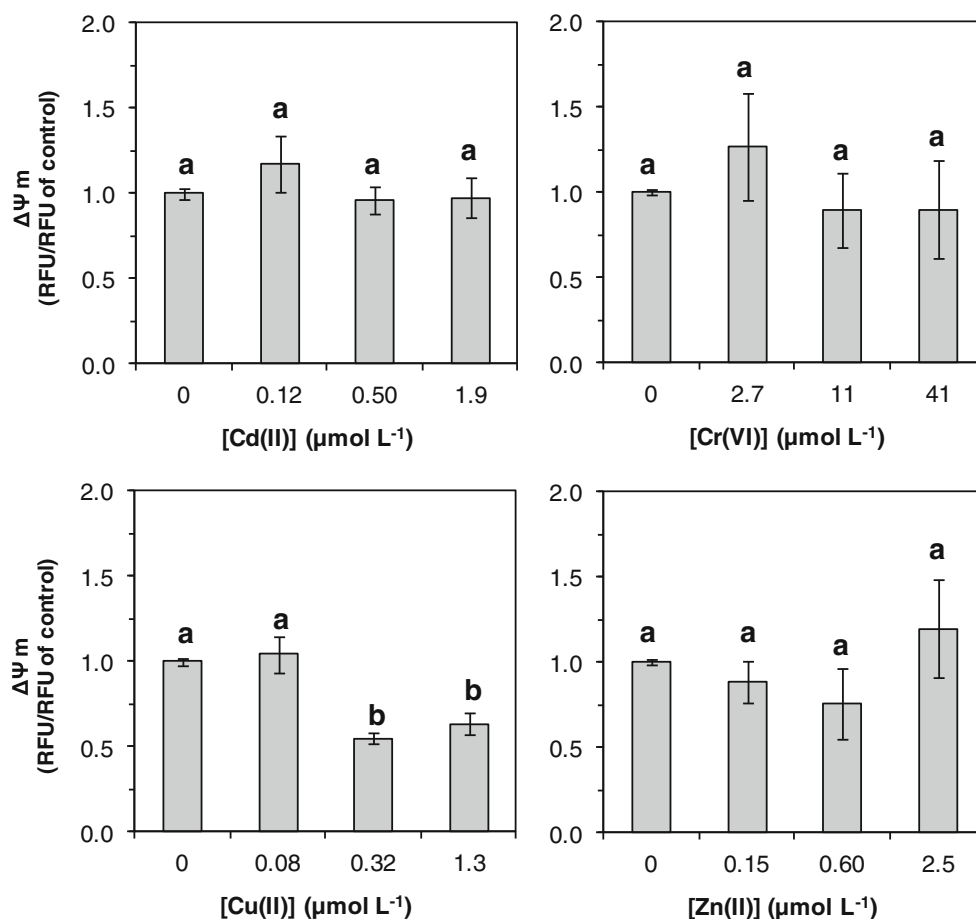 2.0
1.5
1.0
0.5
0.0
ΔΨ m
(RFU/RFU of control)
a
a
a
a
0 0.12 0.50 1.9
[Cd(II)] (µmol L-1)
2.0
1.5
1.0
0.5
0.0
a
a
a
a
0 2.7 11 41
[Cr(VI)] (µmol L-1)
2.0
1.5
1.0
0.5
0.0
ΔΨ m
(RFU/RFU of control)
a
a
b
b
0 0.08 0.32 1.3
[Cu(II)] (µmol L-1)
2.0
1.5
1.0
0.5
0.0
a
a
a
a
0 0.15 0.60 2.5
[Zn(II)] (µmol L-1)